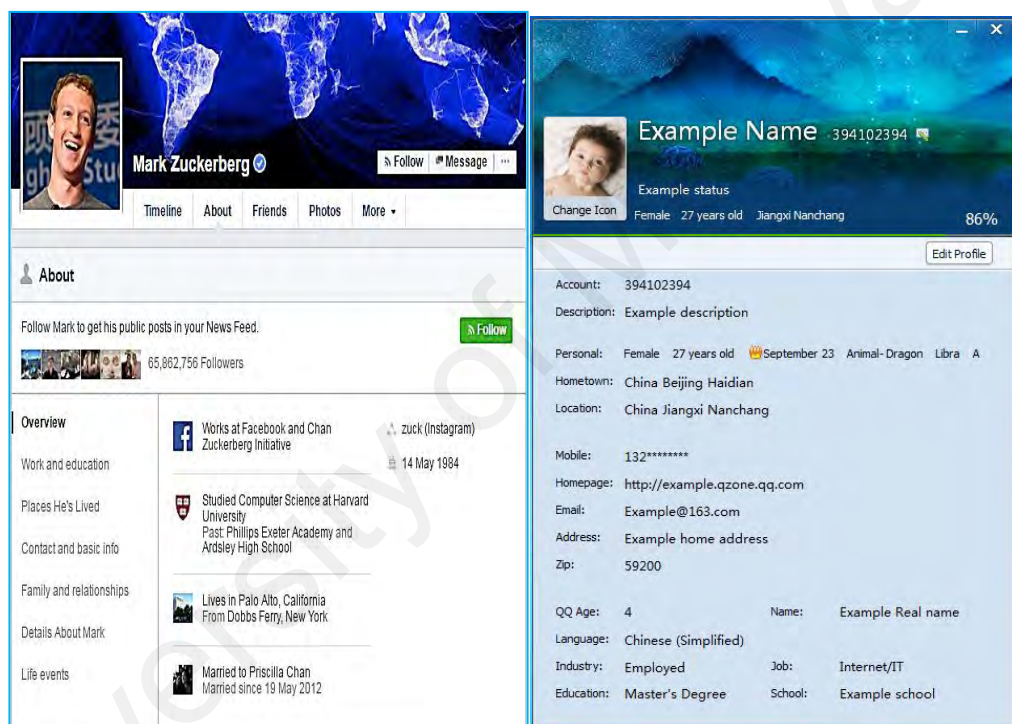 Mark Zuckerberg
Follow Message ...
Timeline About Friends Photos More
About
Follow Mark to get his public posts in your News Feed.
Follow
65,862,756 Followers
Overview
Work and education
Places He's Lived
Contact and basic info
Family and relationships
Details About Mark
Life events
Works at Facebook and Chan
Zuckerberg Initiative
zuck (Instagram)
14 May 1984
Studied Computer Science at Harvard
University
Past: Phillips Exeter Academy and
Ardsley High School
Lives in Palo Alto, California
From Dobbs Ferry, New York
Married to Priscilla Chan
Married since 19 May 2012
Example Name 394102394
Example status
Change Icon
Female 27 years old Jiangxi Nanchang
86%
Edit Profile
Account: 394102394
Description: Example description
Personal: Female 27 years old September 23 Animal- Dragon Libra A
Hometown: China Beijing Haidian
Location: China Jiangxi Nanchang
Mobile: 132********
Homepage: http://example.qzone.qq.com
Email: Example@163.com
Address: Example home address
Zip: 59200
QQ Age: 4 Name: Example Real name
Language: Chinese (Simplified)
Industry: Employed Job: Internet/IT
Education: Master's Degree School: Example school